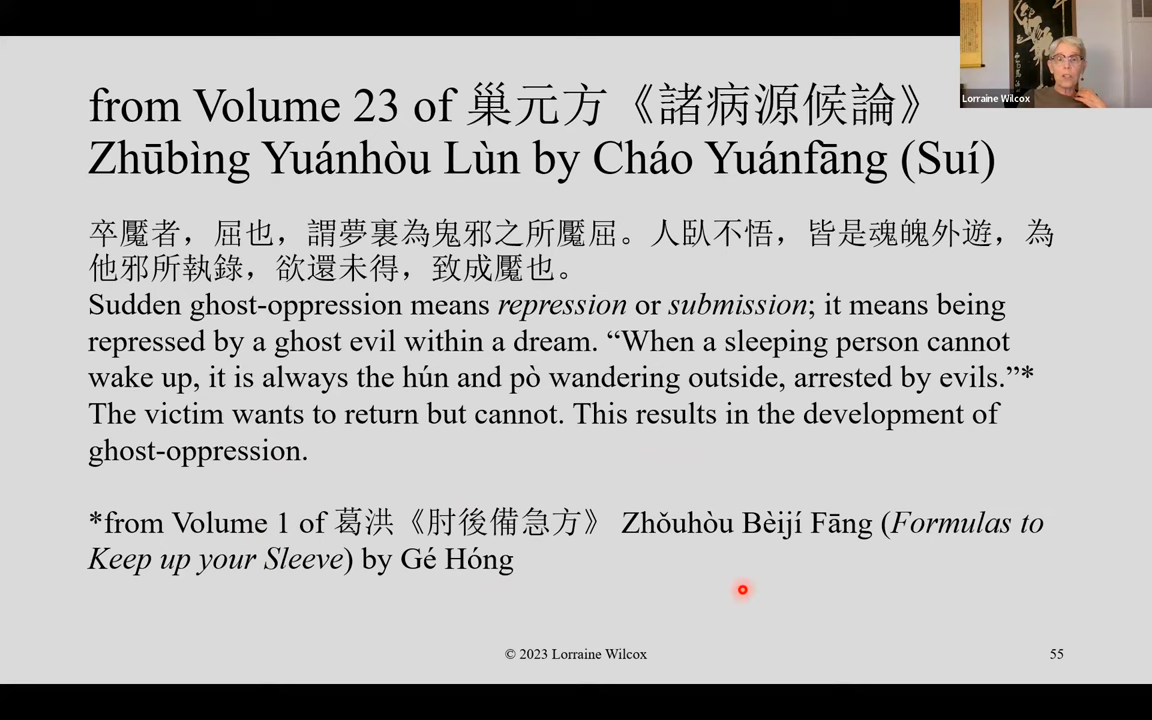 from Volume 23 of 巢元方《諸病源候論》
Lorraine Wilcox
Zhūbìng Yuánhòu Lùn by Cháo Yuánfāng (Suí)
卒魘者，屈也，謂夢裏為鬼邪之所魘屈。人臥不悟，皆是魂魄外遊，為
他邪所執錄，欲還未得，致成魘也。
Sudden ghost-oppression means repression or submission; it means being
repressed by a ghost evil within a dream. “When a sleeping person cannot
wake up, it is always the hún and pò wandering outside, arrested by evils.”*
The victim wants to return but cannot. This results in the development of
ghost-oppression.
*from Volume 1 of 葛洪《肘後備急方》 Zhǒuhòu Bèijí Fāng (Formulas to
Keep up your Sleeve) by Gé Hóng
© 2023 Lorraine Wilcox
55